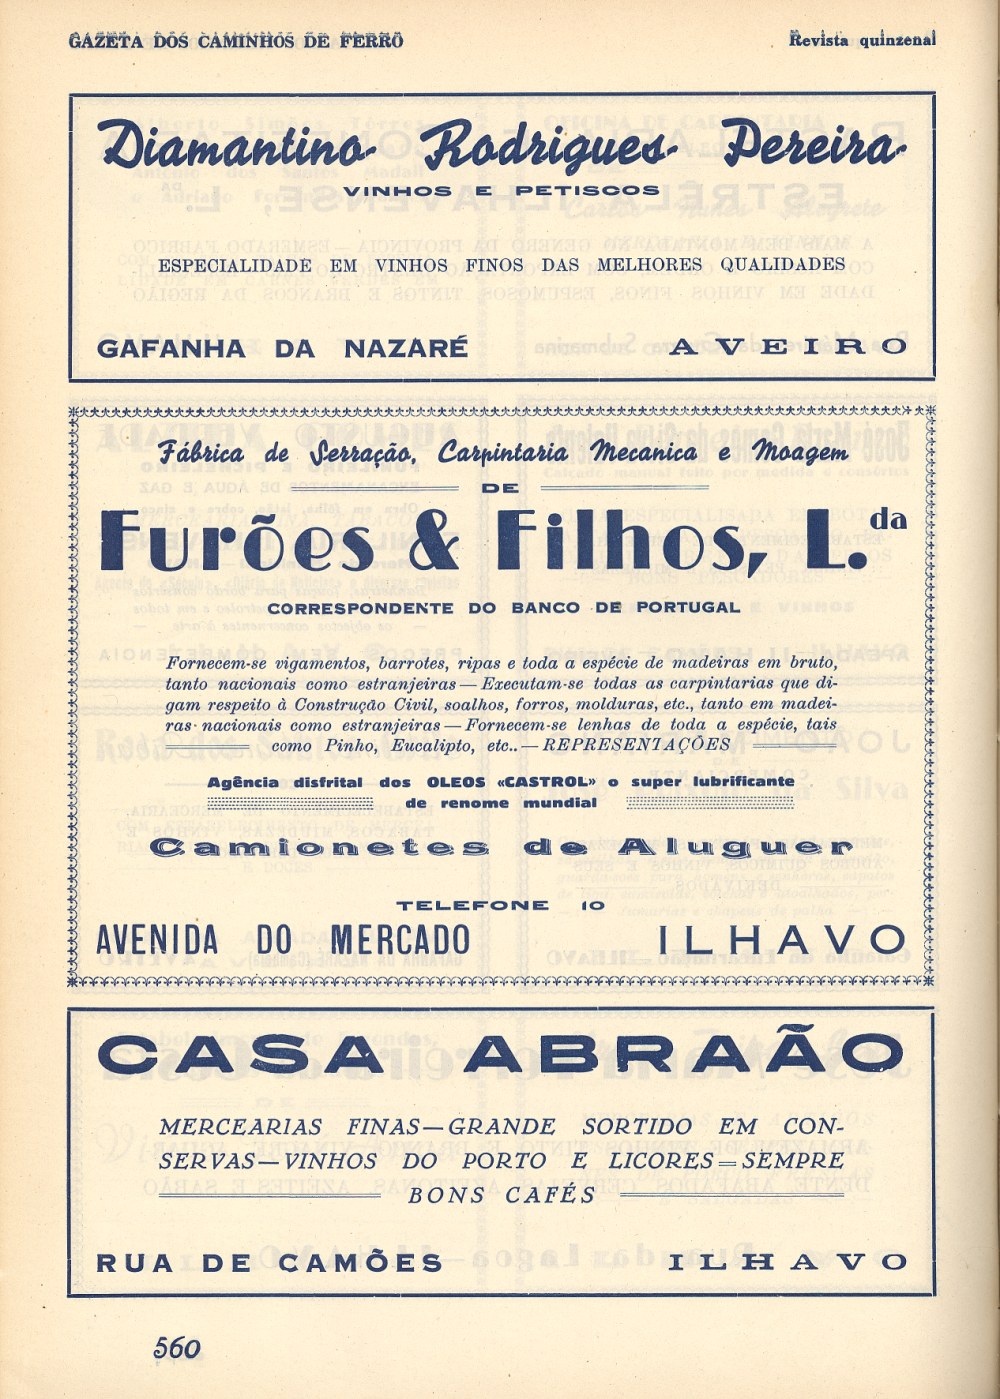 GAZETA DOS CAMINHOS DE FERRO
Revista quinzenal
Diamantino Rodrigues Pereira
VINHOS E PETISCOS
ESPECIALIDADE EM VINHOS FINOS DAS MELHORES QUALIDADES
GAFANHA DA NAZARÉ
AVEIRO
Fábrica de Serração, Carpintaria Mecanica e Moagem
DE
Furões & Filhos, L.da
CORRESPONDENTE DO BANCO DE PORTUGAL
Fornecem-se vigamentos, barrotes, ripas e toda a espécie de madeiras em bruto,
tanto nacionais como estranjeiras — Executam-se todas as carpintarias que di-
gam respeito à Construção Civil, soalhos, forros, molduras, etc., tanto em madei-
ras nacionais como estranjeiras — Fornecem-se lenhas de toda a espécie, tais
como Pinho, Eucalipto, etc.. — REPRESENTAÇÕES
Agência disfrital dos OLEOS «CASTROL» o super lubrificante
de renome mundial
Camionetes de Aluguer
TELEFONE 10
AVENIDA DO MERCADO
ILHAVO
CASA ABRAÃO
MERCEARIAS FINAS — GRANDE SORTIDO EM CON-
SERVAS — VINHOS DO PORTO E LICORES = SEMPRE
BONS CAFÉS
RUA DE CAMÕES
ILHAVO
560